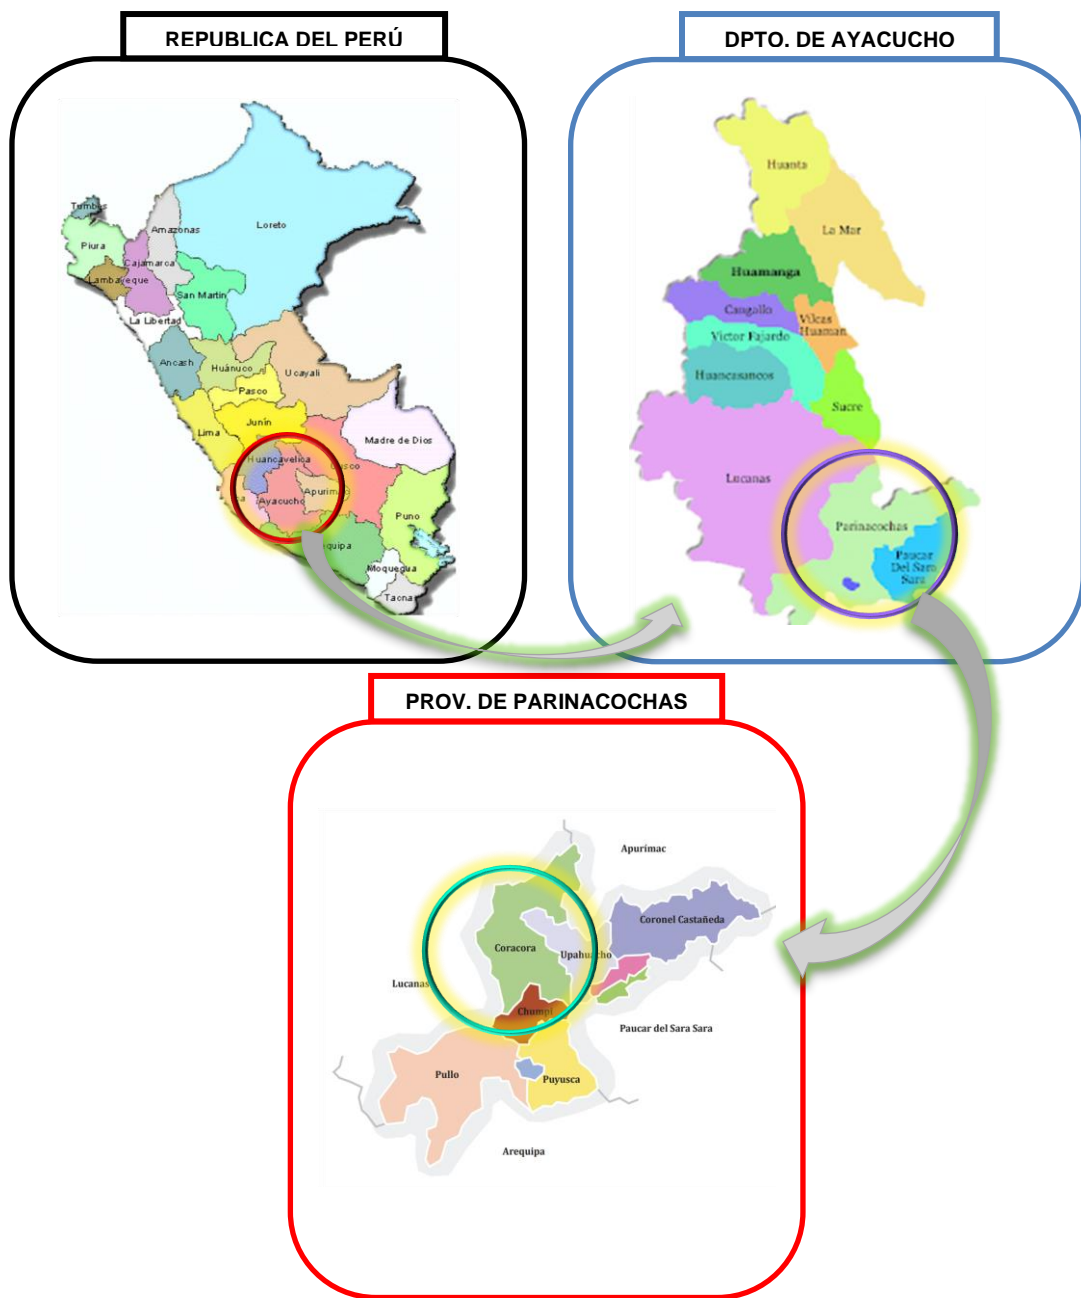 REPUBLICA DEL PERÚ
DPTO. DE AYACUCHO
Tumbes
Piura
Lambayeque
Cajamarca
Amazonas
Loreto
San Martin
La Libertad
Ancash
Huánuco
Ucayali
Pasco
Junín
Lima
Madre de Dios
Huancavelica
Ayacucho
Puno
Moquegua
Tacna
Huanta
La Mar
Huamanga
Cangallo
Vilcas
Huaman
Victor Fajardo
Huancasancos
Sucre
Lucanas
Parinacochas
Paucar
Del Sara
Sara
PROV. DE PARINACOCHAS
Apurímac
Coronel Castañeda
Coracora
Upahuacho
Lucanas
Chumpi
Paucar del Sara Sara
Pullo
Puyusca
Arequipa